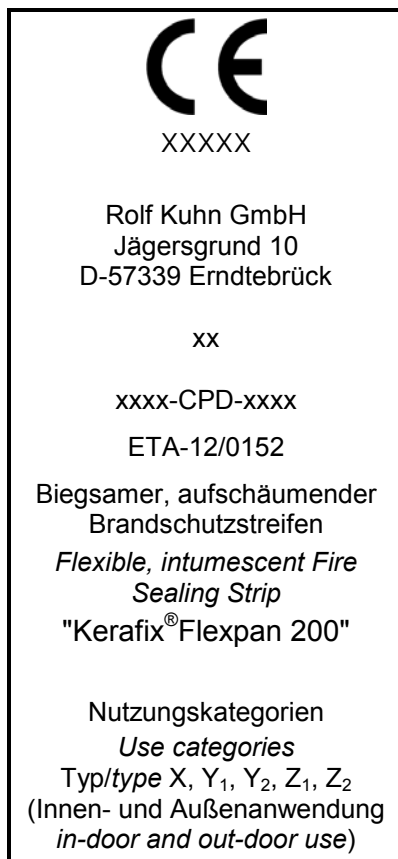 CE
XXXXX
Rolf Kuhn GmbH
Jägersgrund 10
D-57339 Erndtebrück
xx
xxxx-CPD-xxxx
ETA-12/0152
Biegsamer, aufschäumender
Brandschutzstreifen
Flexible, intumescent Fire
Sealing Strip
"Kerafix®Flexpan 200"
Nutzungskategorien
Use categories
Typ/type X, Y₁, Y₂, Z₁, Z₂
(Innen- und Außenanwendung
in-door and out-door use)